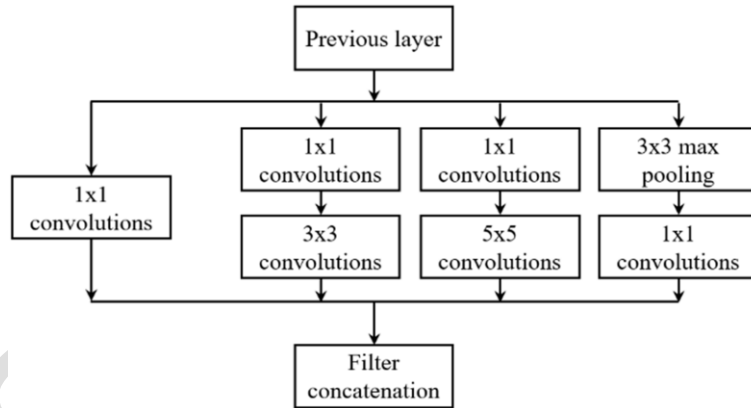 Previous layer
1x1
convolutions
1x1
convolutions
3x3 max
pooling
1x1
convolutions
3x3
convolutions
5x5
convolutions
1x1
convolutions
Filter
concatenation